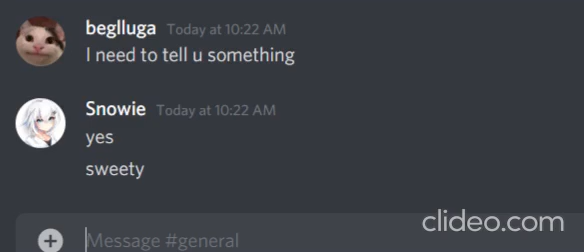 beglluga Today at 10:22 AM
I need to tell u something
Snowie Today at 10:22 AM
yes
sweety
Message #general
clideo.com